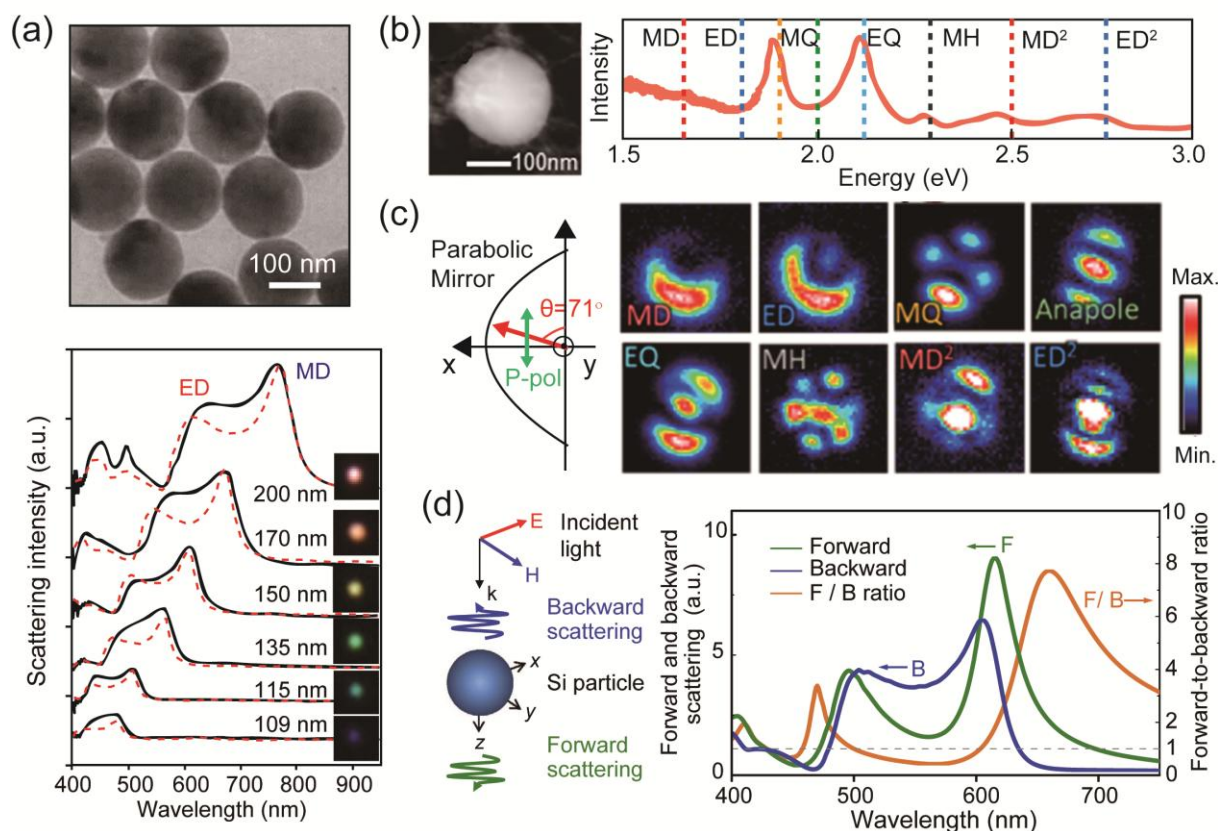 (a)
100 nm
Scattering intensity (a.u.)
ED
MD
200 nm
170 nm
150 nm
135 nm
115 nm
109 nm
400 500 600 700 800 900
Wavelength (nm)
(b)
100nm
Intensity
MD ED MQ EQ MH MD² ED²
1.5 2.0 2.5 3.0
Energy (eV)
(c)
Parabolic
Mirror
θ=71°
x y
P-pol
MD ED MQ Anapole
EQ MH MD² ED²
Max.
Min.
(d)
E
Incident
light
H
k
Backward
scattering
x
Si particle
y
z
Forward
scattering
Forward and backward
scattering (a.u.)
10
5
0
Forward
Backward
F / B ratio
F
B
F/ B
10
8
6
4
2
1
0
Forward-to-backward
ratio
400 500 600 700
Wavelength (nm)